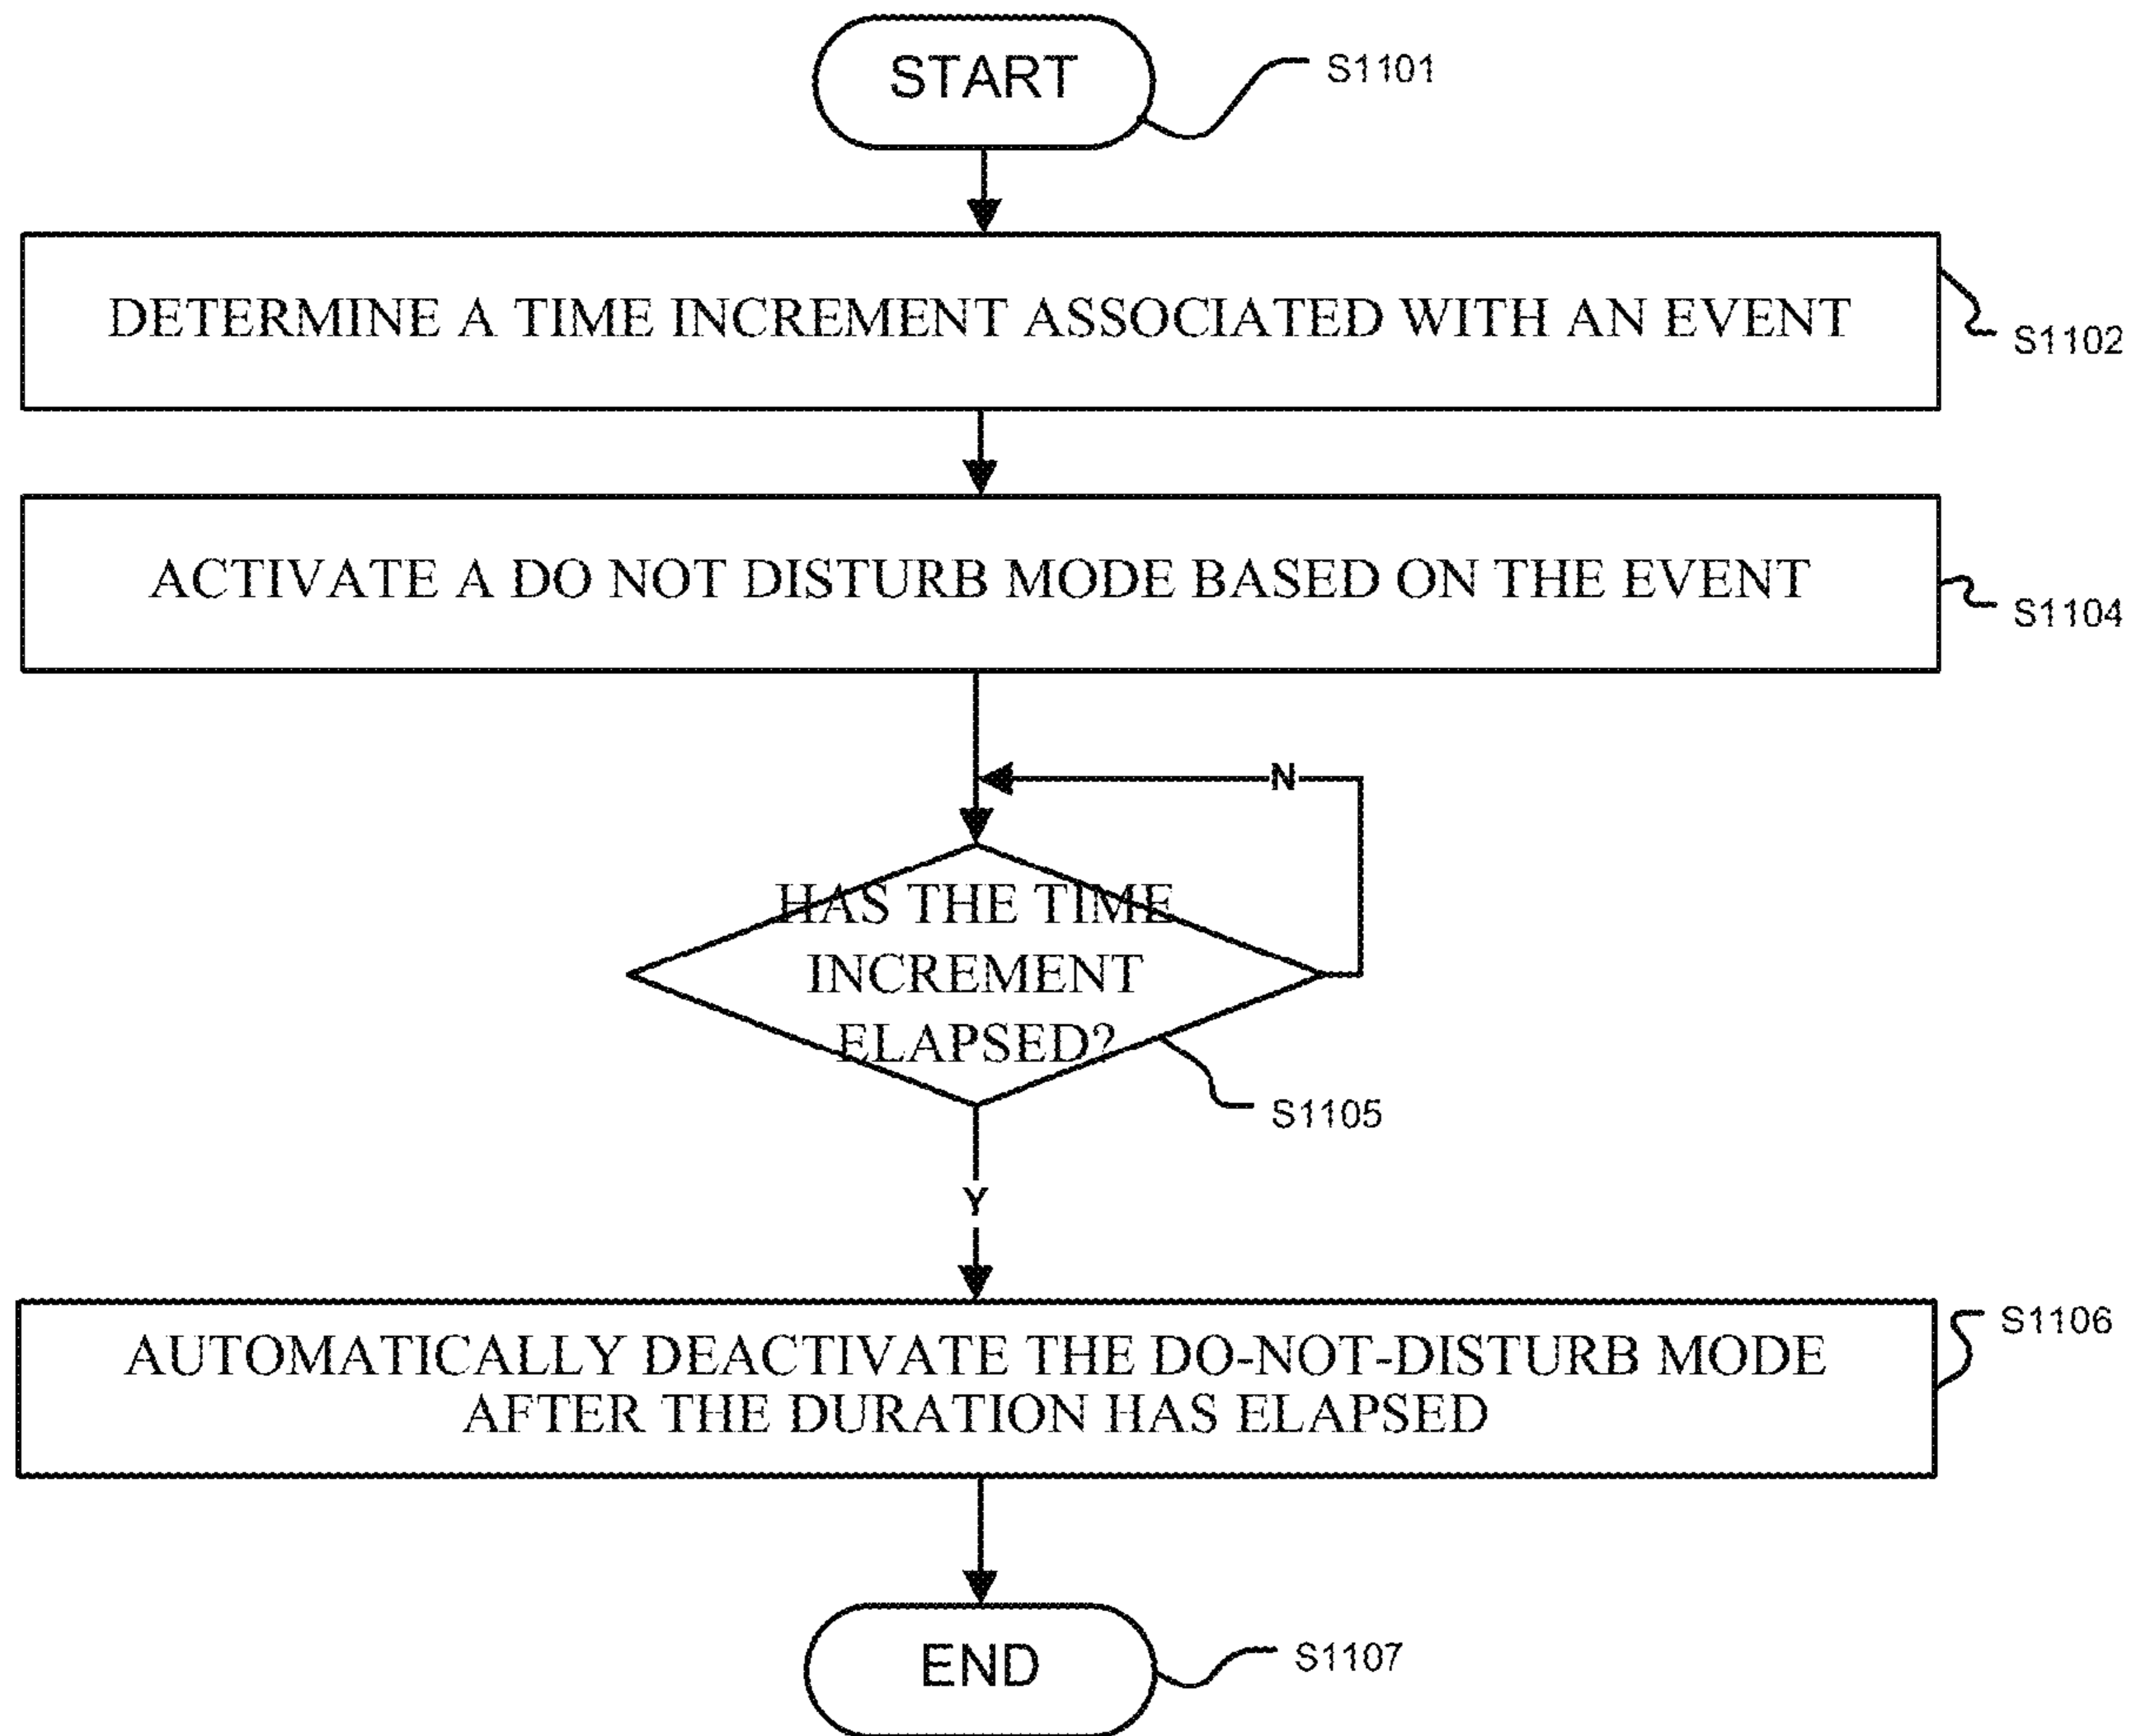 START
S1101
DETERMINE A TIME INCREMENT ASSOCIATED WITH AN EVENT
S1102
ACTIVATE A DO NOT DISTURB MODE BASED ON THE EVENT
S1104
N
HAS THE TIME
INCREMENT
ELAPSED?
S1105
Y
AUTOMATICALLY DEACTIVATE THE DO-NOT-DISTURB MODE
AFTER THE DURATION HAS ELAPSED
S1106
END
S1107